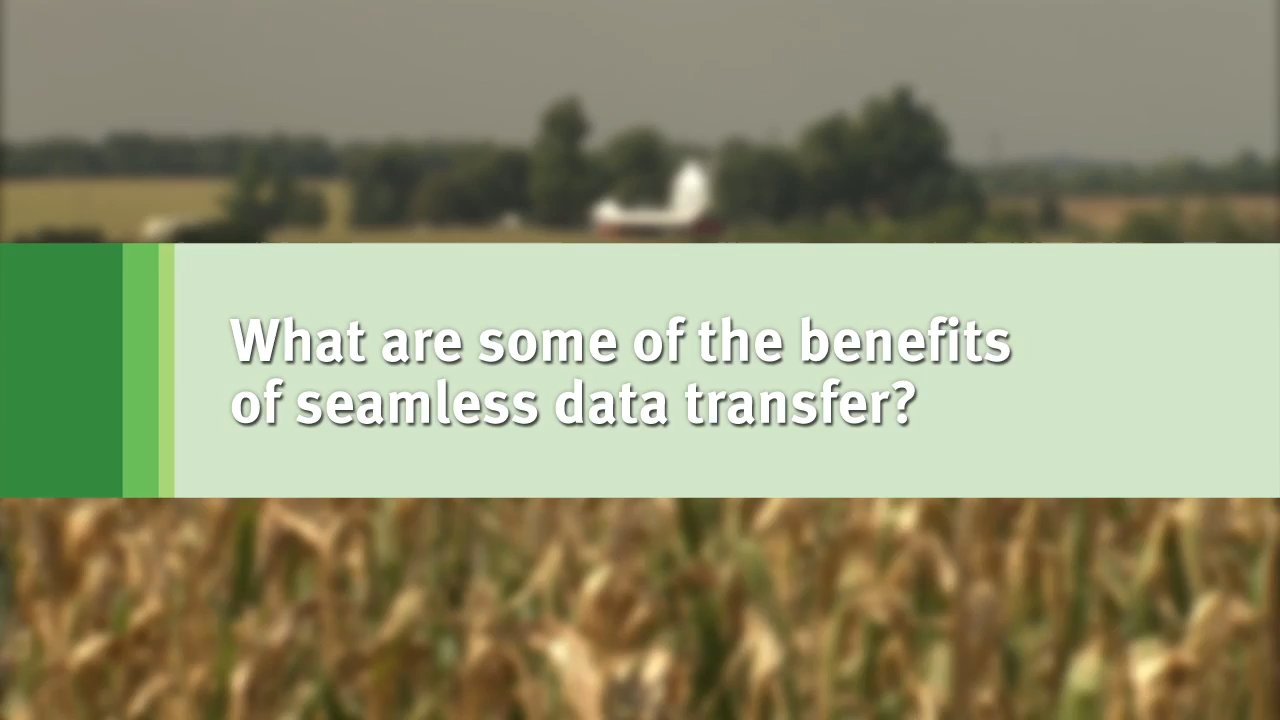 What are some of the benefits
of seamless data transfer?